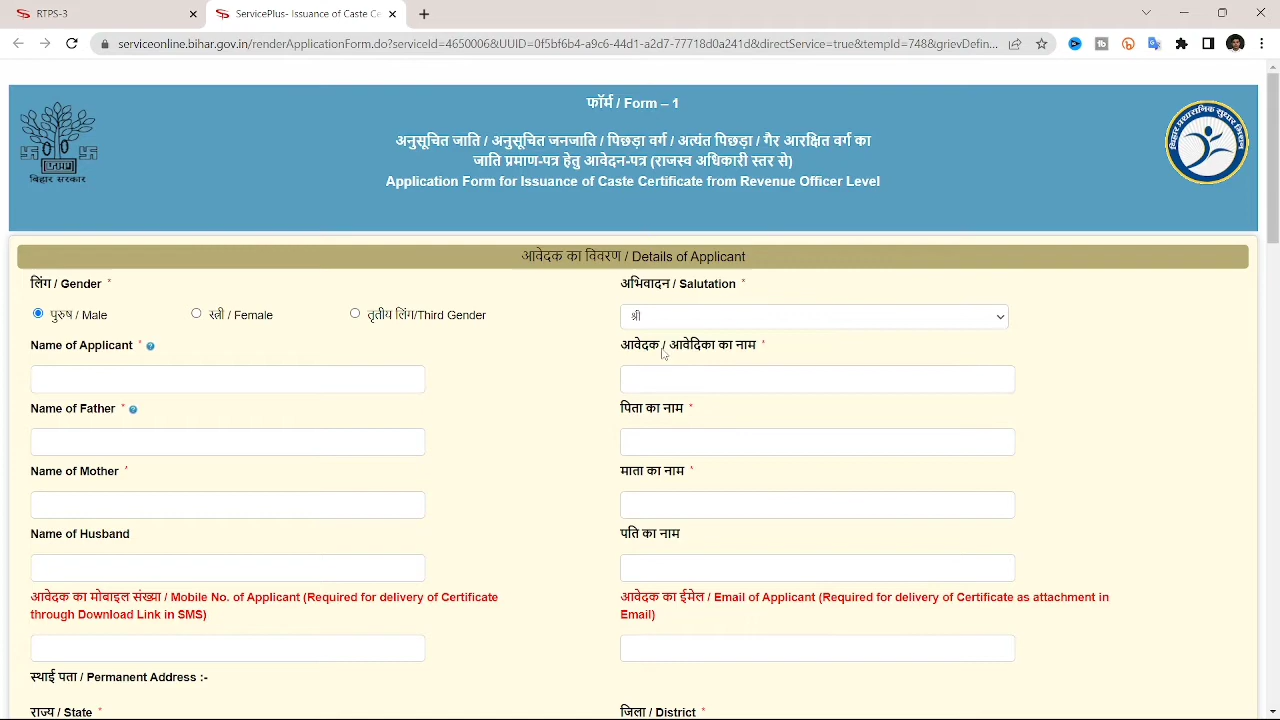 RTPS-3
ServicePlus- Issuance of Caste Ce
serviceonline.bihar.gov.in/renderApplicationForm.do?serviceId=4650006&UUID=85bf6b4-a9c6-44d1-a2d7-77718d0a241d&directService=true&tempId=748&grievDefin...
फॉर्म / Form – 1
अनुसूचित जाति / अनुसूचित जनजाति / पिछड़ा वर्ग / अत्यंत पिछड़ा / गैर आरक्षित वर्ग का
जाति प्रमाण-पत्र हेतु आवेदन-पत्र (राजस्व अधिकारी स्तर से)
Application Form for Issuance of Caste Certificate from Revenue Officer Level
बिहार सरकार
बिहार प्रशासनिक सुधार मिशन
आवेदक का विवरण / Details of Applicant
लिंग / Gender *
अभिवादन / Salutation *
पुरुष / Male
स्त्री / Female
तृतीय लिंग/Third Gender
श्री
Name of Applicant *
आवेदक / आवेदिका का नाम *
Name of Father *
पिता का नाम *
Name of Mother *
माता का नाम *
Name of Husband
पति का नाम
आवेदक का मोबाइल संख्या / Mobile No. of Applicant (Required for delivery of Certificate
through Download Link in SMS)
आवेदक का ईमेल / Email of Applicant (Required for delivery of Certificate as attachment in
Email)
स्थाई पता / Permanent Address :-
राज्य / State *
जिला / District *